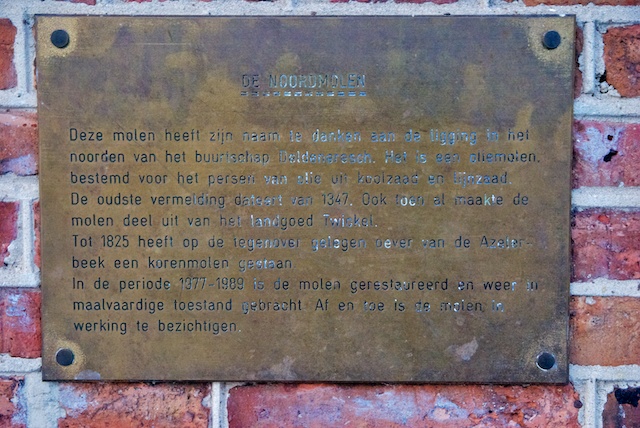 DE NOORDMOLEN
Deze molen heeft zijn naam te danken aan de ligging in het
noorden van het buurtschap Deldeneresch. Het is een oliemolen,
bestemd voor het persen van olie uit koolzaad en lijnzaad.
De oudste vermelding dateert van 1347. Ook toen al maakte de
molen deel uit van het landgoed Twickel.
Tot 1825 heeft op de tegenover gelegen oever van de Azeler-
beek een korenmolen gestaan.
In de periode 1977-1989 is de molen gerestaureerd en weer in
maalvaardige toestand gebracht. Af en toe is de molen in
werking te bezichtigen.